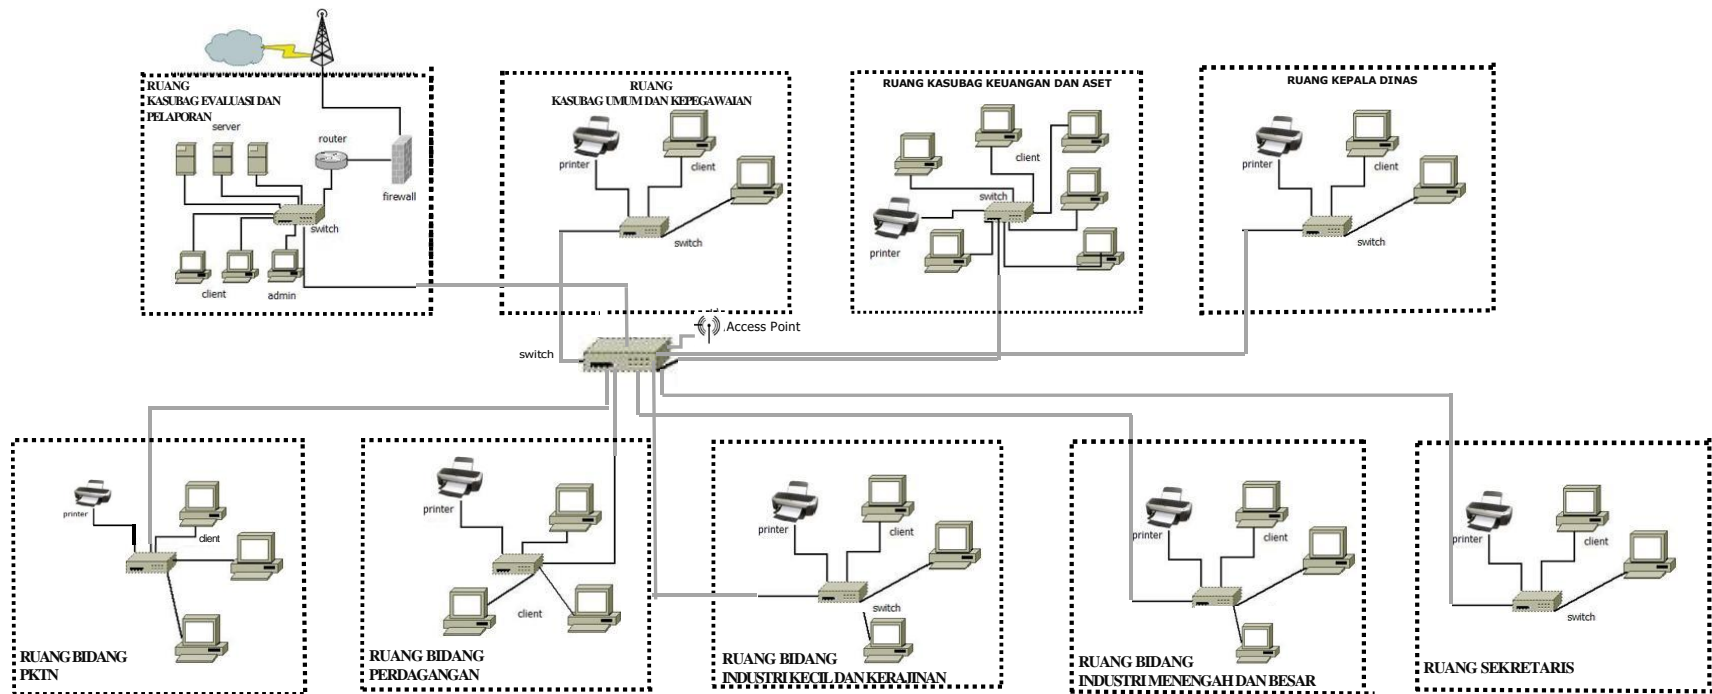 RUANG
KASUBAG EVALUASI DAN
PELAPORAN
server
router
firewall
switch
client
admin
RUANG
KASUBAG UMUM DAN KEPEGAWAIAN
printer
client
switch
RUANG KASUBAG KEUANGAN DAN ASET
client
switch
printer
RUANG KEPALA DINAS
printer
client
switch
Access Point
switch
printer
client
RUANG BIDANG
PKTN
printer
client
RUANG BIDANG
PERDAGANGAN
printer
client
switch
RUANG BIDANG
INDUSTRI KECIL DAN KERAJINAN
printer
client
RUANG BIDANG
INDUSTRI MENENGAH DAN BESAR
printer
client
switch
RUANG SEKRETARIS